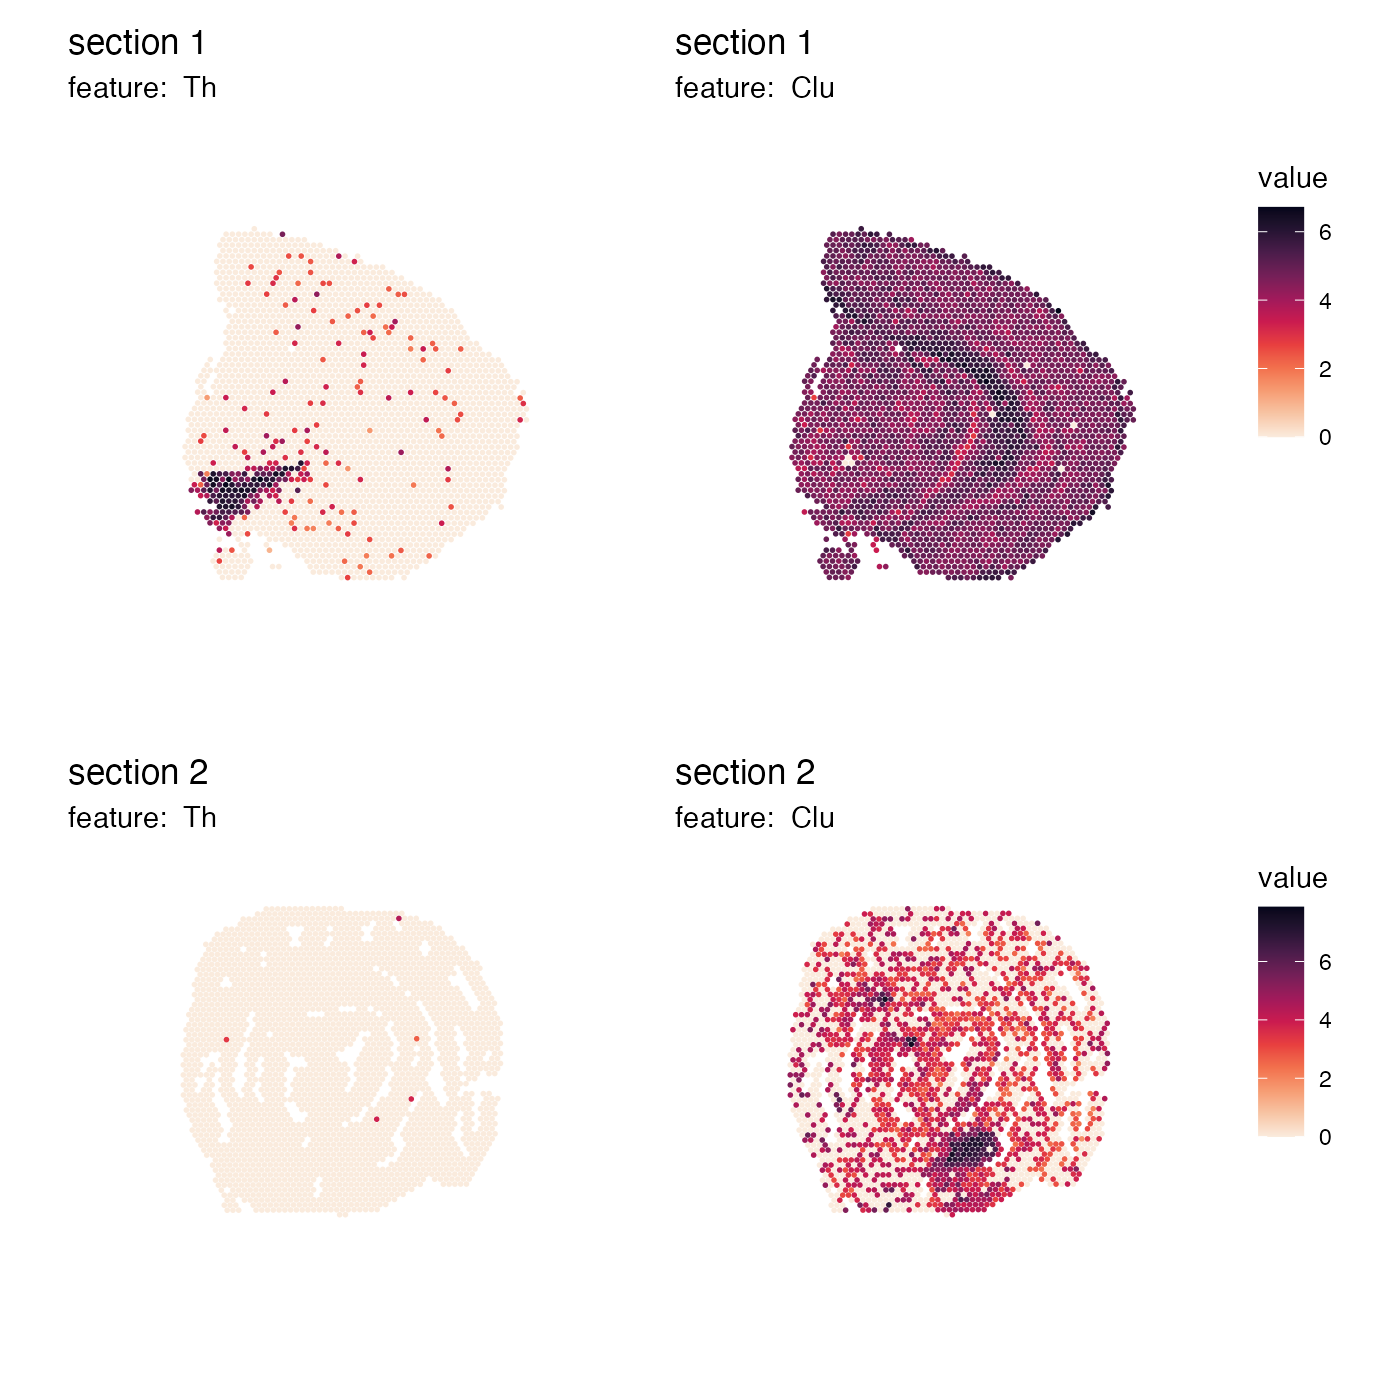 section 1
feature:  Th
section 1
feature:  Clu
value
6
4
2
0
section 2
feature:  Th
section 2
feature:  Clu
value
6
4
2
0